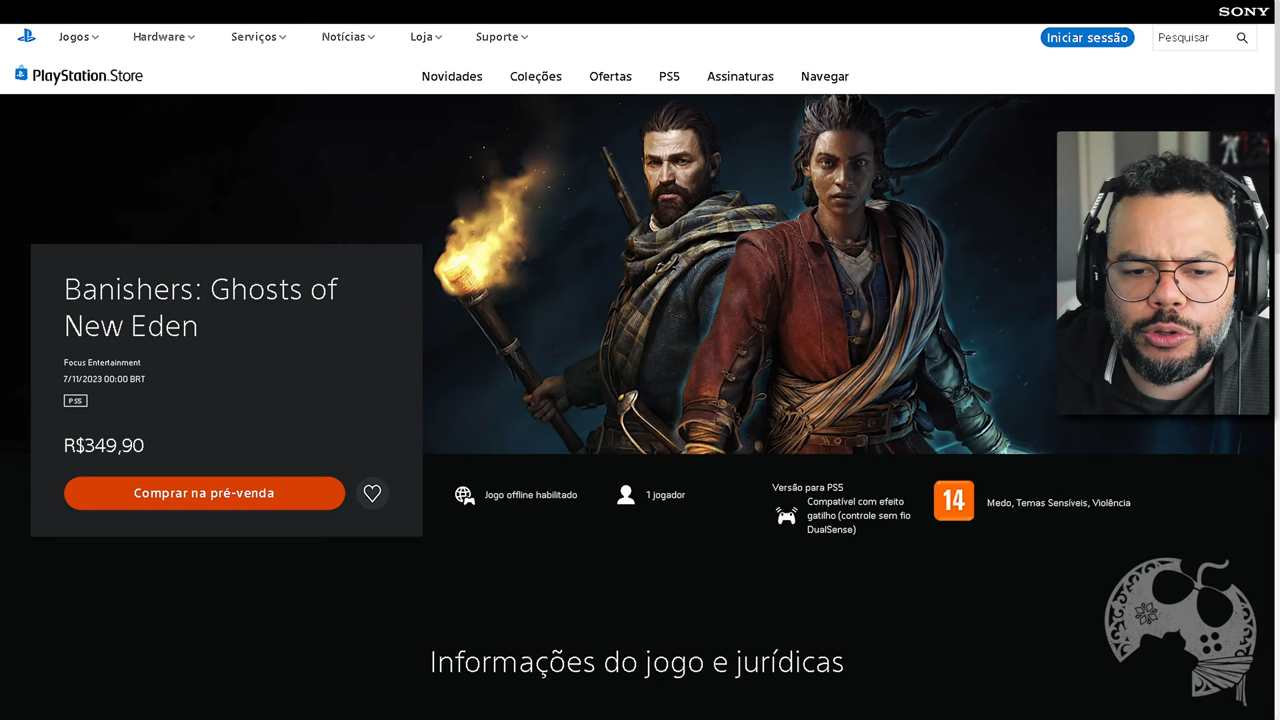 SONY
Jogos
Hardware
Serviços
Notícias
Loja
Suporte
Iniciar sessão
Pesquisar
PlayStation.Store
Novidades
Coleções
Ofertas
PS5
Assinaturas
Navegar
Banishers: Ghosts of
New Eden
Focus Entertainment
7/11/2023 00:00 BRT
PS5
R$349,90
Comprar na pré-venda
Jogo offline habilitado
1 jogador
Versão para PS5
Compatível com efeito
gatilho (controle sem fio
DualSense)
14
Medo, Temas Sensíveis, Violência
Informações do jogo e jurídicas